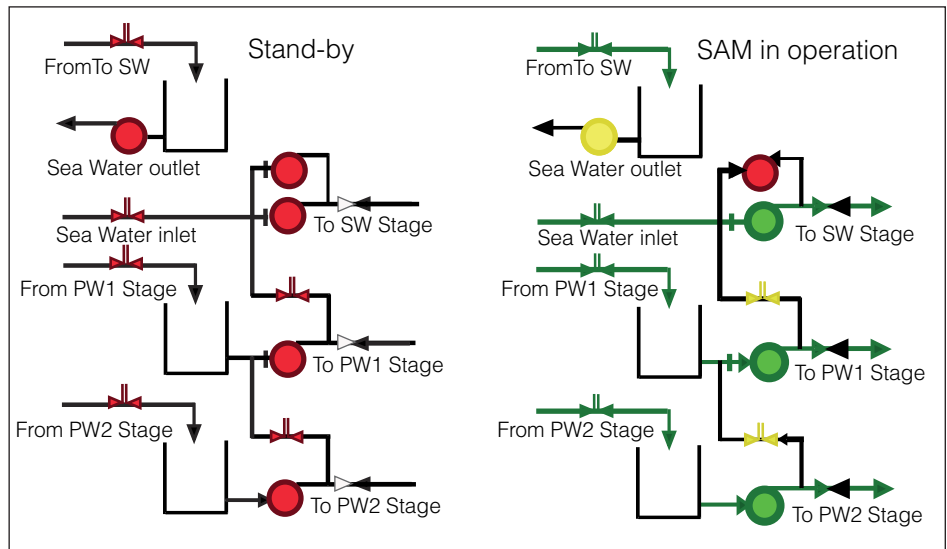 Stand-by
FromTo SW
Sea Water outlet
To SW Stage
Sea Water inlet
From PW1 Stage
To PW1 Stage
From PW2 Stage
To PW2 Stage
SAM in operation
FromTo SW
Sea Water outlet
To SW Stage
Sea Water inlet
From PW1 Stage
To PW1 Stage
From PW2 Stage
To PW2 Stage